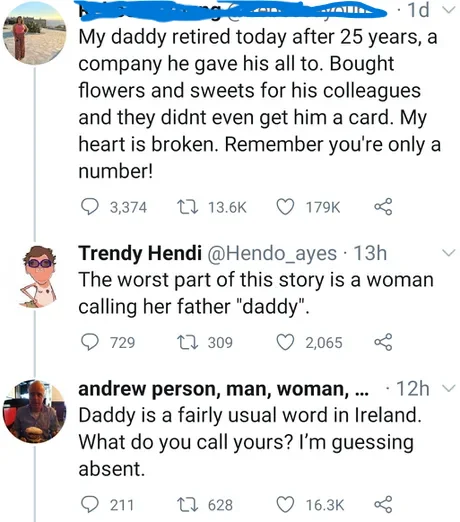 · 1d
My daddy retired today after 25 years, a
company he gave his all to. Bought
flowers and sweets for his colleagues
and they didnt even get him a card. My
heart is broken. Remember you're only a
number!
3,374 13.6K 179K
Trendy Hendi @Hendo_ayes · 13h
The worst part of this story is a woman
calling her father "daddy".
729 309 2,065
andrew person, man, woman, ... · 12h
Daddy is a fairly usual word in Ireland.
What do you call yours? I’m guessing
absent.
211 628 16.3K